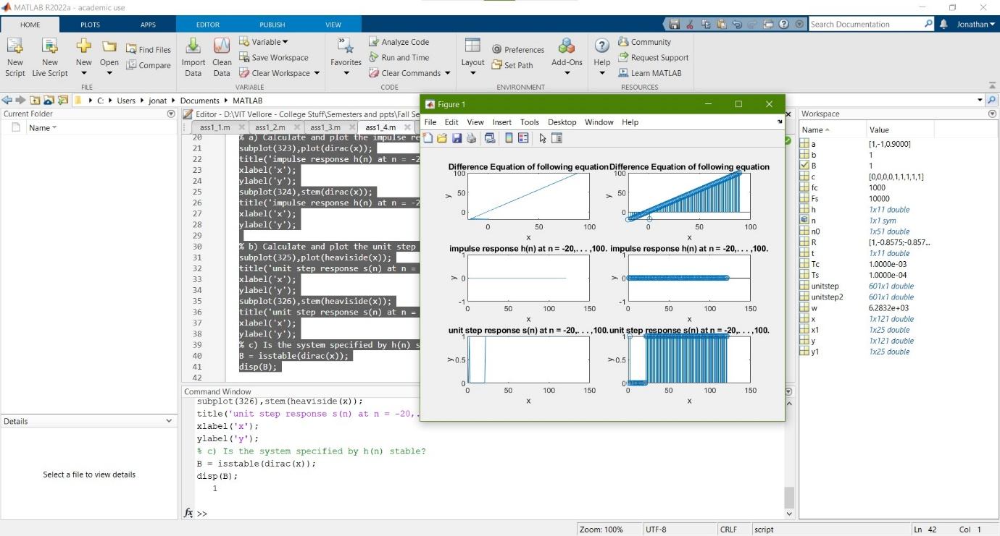 MATLAB R2022a - academic use
HOME PLOTS APPS EDITOR PUBLISH VIEW
Search Documentation
Jonathan
New Script
New Live Script
New
Open
Find Files
Compare
FILE
Import Data
Clean Data
Variable
Save Workspace
Clear Workspace
VARIABLE
Favorites
Analyze Code
Run and Time
Clear Commands
CODE
Layout
Preferences
Set Path
ENVIRONMENT
Add-Ons
Help
Community
Request Support
Learn MATLAB
RESOURCES
C: Users jonat Documents MATLAB
Current Folder
Name
Details
Select a file to view details
Editor - D:\VIT Vellore - College Stuff\Semesters and ppts\Fall Se
ass1_1.m ass1_2.m ass1_3.m ass1_4.m
20 % a) Calculate and plot the impulse re
21 subplot(323),plot(dirac(x));
22 title('impulse response h(n) at n = -2
23 xlabel('x');
24 ylabel('y');
25 subplot(324),stem(dirac(x));
26 title('impulse response h(n) at n = -2
27 xlabel('x');
28 ylabel('y');
29
30 % b) Calculate and plot the unit step
31 subplot(325),plot(heaviside(x));
32 title('unit step response s(n) at n =
33 xlabel('x');
34 ylabel('y');
35 subplot(326),stem(heaviside(x));
36 title('unit step response s(n) at n =
37 xlabel('x');
38 ylabel('y');
39 % c) Is the system specified by h(n) s
40 B = isstable(dirac(x));
41 disp(B);
42
Command Window
subplot(326),stem(heaviside(x));
title('unit step response s(n) at n = -20,.
xlabel('x');
ylabel('y');
% c) Is the system specified by h(n) stable?
B = isstable(dirac(x));
disp(B);
1
fx >>
Figure 1
File Edit View Insert Tools Desktop Window Help
Difference Equation of following equation
100
50
0
y
0 50 100
x
Difference Equation of following equation
100
50
0
y
0 50 100
x
impulse response h(n) at n = -20,. . . ,100.
1
0
-1
y
0 50 100 150
x
impulse response h(n) at n = -20,. . . ,100.
1
0
-1
y
0 50 100 150
x
unit step response s(n) at n = -20,. . . ,100.
1
0.5
0
y
0 50 100 150
x
unit step response s(n) at n = -20,. . . ,100.
1
0.5
0
y
0 50 100 150
x
Workspace
Name Value
a [1,-1,0.9000]
b 1
B 1
c [0,0,0,0,1,1,1,1,1]
fc 1000
Fs 10000
h 1x11 double
n 1x1 sym
n0 1x51 double
R [1,-0.8575;-0.857...
t 1x11 double
Tc 1.0000e-03
Ts 1.0000e-04
unitstep 601x1 double
unitstep2 601x1 double
w 6.2832e+03
x 1x121 double
x1 1x25 double
y 1x121 double
y1 1x25 double
Zoom: 100% UTF-8 CRLF script Ln 42 Col 1